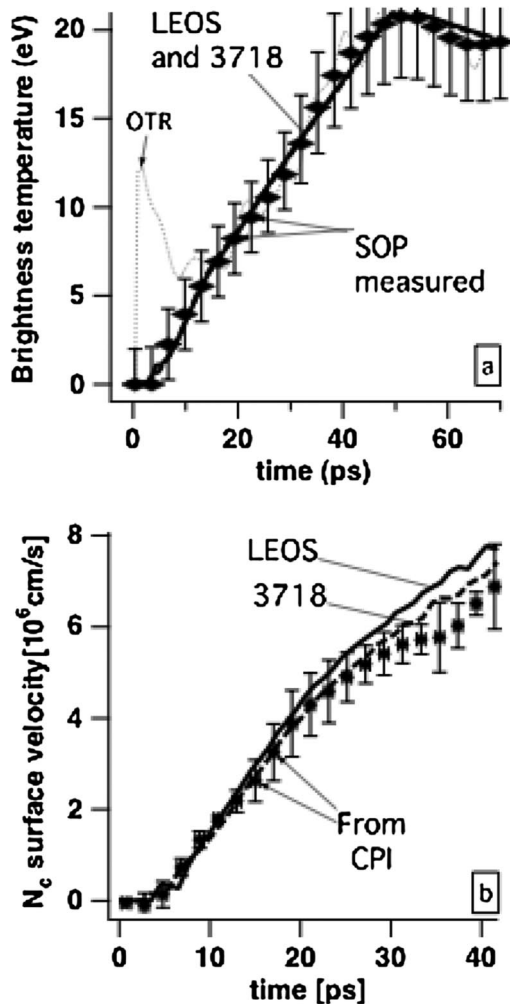 20
15
10
5
0
Brightness temperature (eV)
LEOS
and 3718
OTR
SOP
measured
a
0
20
40
60
time (ps)
8
6
4
2
0
N_c surface velocity[10^6cm/s]
LEOS
3718
From
CPI
b
0
10
20
30
40
time [ps]